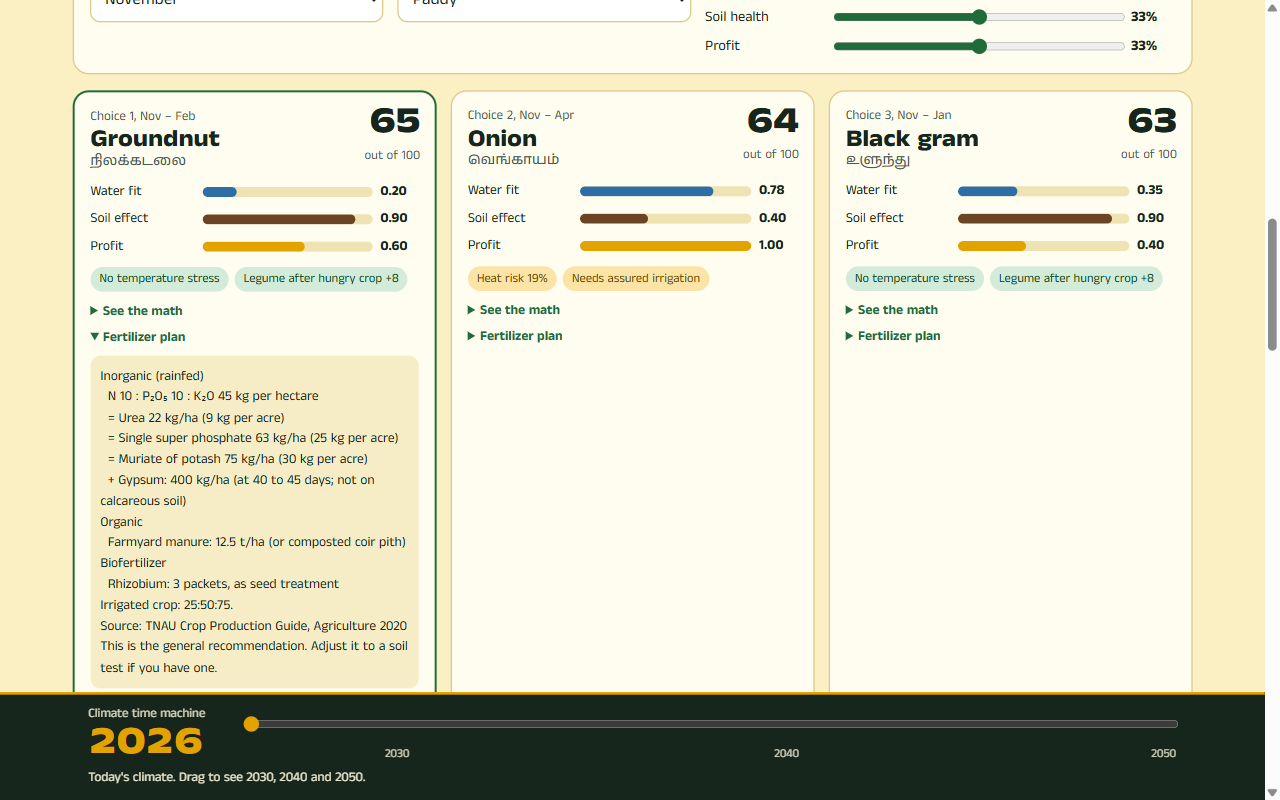 November
Paddy
Soil health 33%
Profit 33%
Choice 1, Nov – Feb
Groundnut
நிலக்கடலை
65
out of 100
Water fit 0.20
Soil effect 0.90
Profit 0.60
No temperature stress
Legume after hungry crop +8
▶ See the math
▼ Fertilizer plan
Inorganic (rainfed)
N 10 : P₂O₅ 10 : K₂O 45 kg per hectare
= Urea 22 kg/ha (9 kg per acre)
= Single super phosphate 63 kg/ha (25 kg per acre)
= Muriate of potash 75 kg/ha (30 kg per acre)
+ Gypsum: 400 kg/ha (at 40 to 45 days; not on
calcareous soil)
Organic
Farmyard manure: 12.5 t/ha (or composted coir pith)
Biofertilizer
Rhizobium: 3 packets, as seed treatment
Irrigated crop: 25:50:75.
Source: TNAU Crop Production Guide, Agriculture 2020
This is the general recommendation. Adjust it to a soil
test if you have one.
Choice 2, Nov – Apr
Onion
வெங்காயம்
64
out of 100
Water fit 0.78
Soil effect 0.40
Profit 1.00
Heat risk 19%
Needs assured irrigation
▶ See the math
▶ Fertilizer plan
Choice 3, Nov – Jan
Black gram
உளுந்து
63
out of 100
Water fit 0.35
Soil effect 0.90
Profit 0.40
No temperature stress
Legume after hungry crop +8
▶ See the math
▶ Fertilizer plan
Climate time machine
2026
Today's climate. Drag to see 2030, 2040 and 2050.
2030
2040
2050